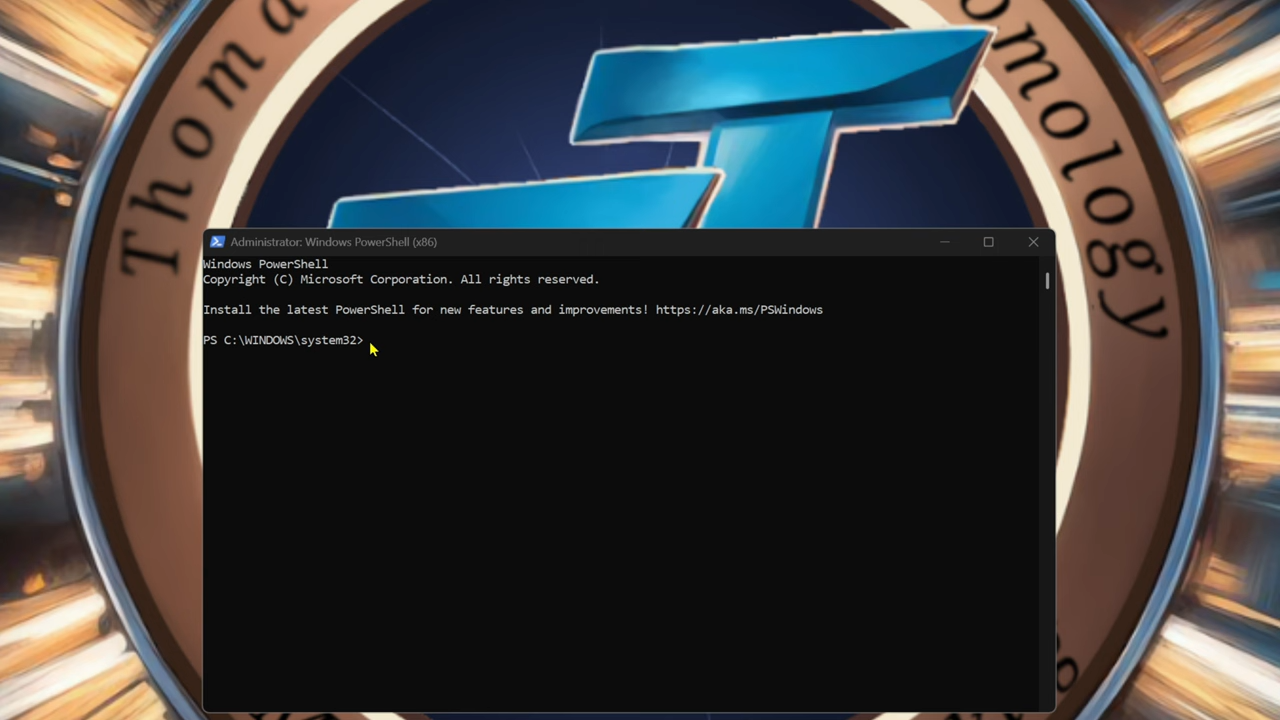 Thoma
omology
Administrator: Windows PowerShell (x86)
Windows PowerShell
Copyright (C) Microsoft Corporation. All rights reserved.
Install the latest PowerShell for new features and improvements! https://aka.ms/PSWindows
PS C:\WINDOWS\system32>